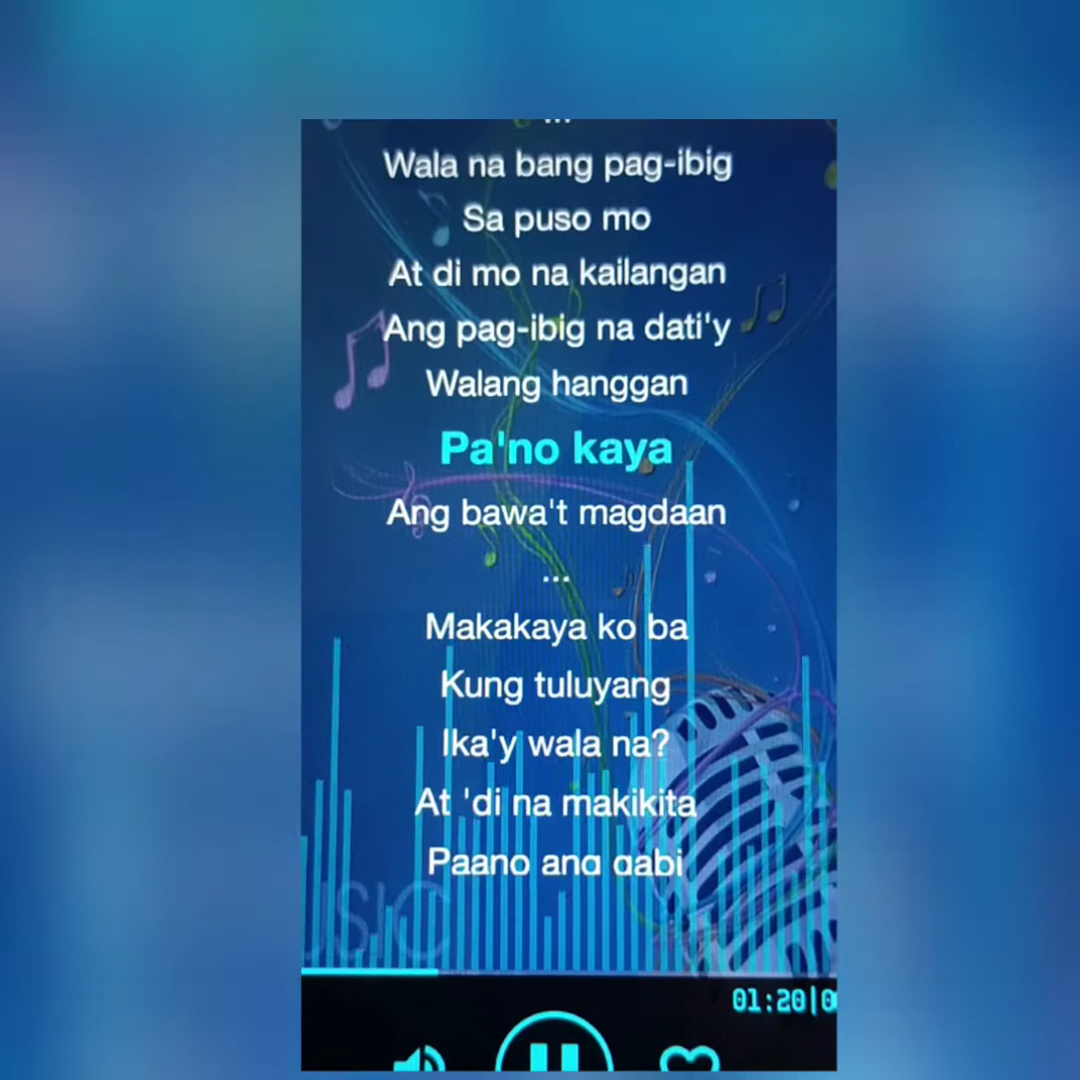 ...
Wala na bang pag-ibig
Sa puso mo
At di mo na kailangan
Ang pag-ibig na dati'y
Walang hanggan
Pa'no kaya
Ang bawa't magdaan
...
Makakaya ko ba
Kung tuluyang
Ika'y wala na?
At 'di na makikita
Paano ang gabi
USIC
01:20|0